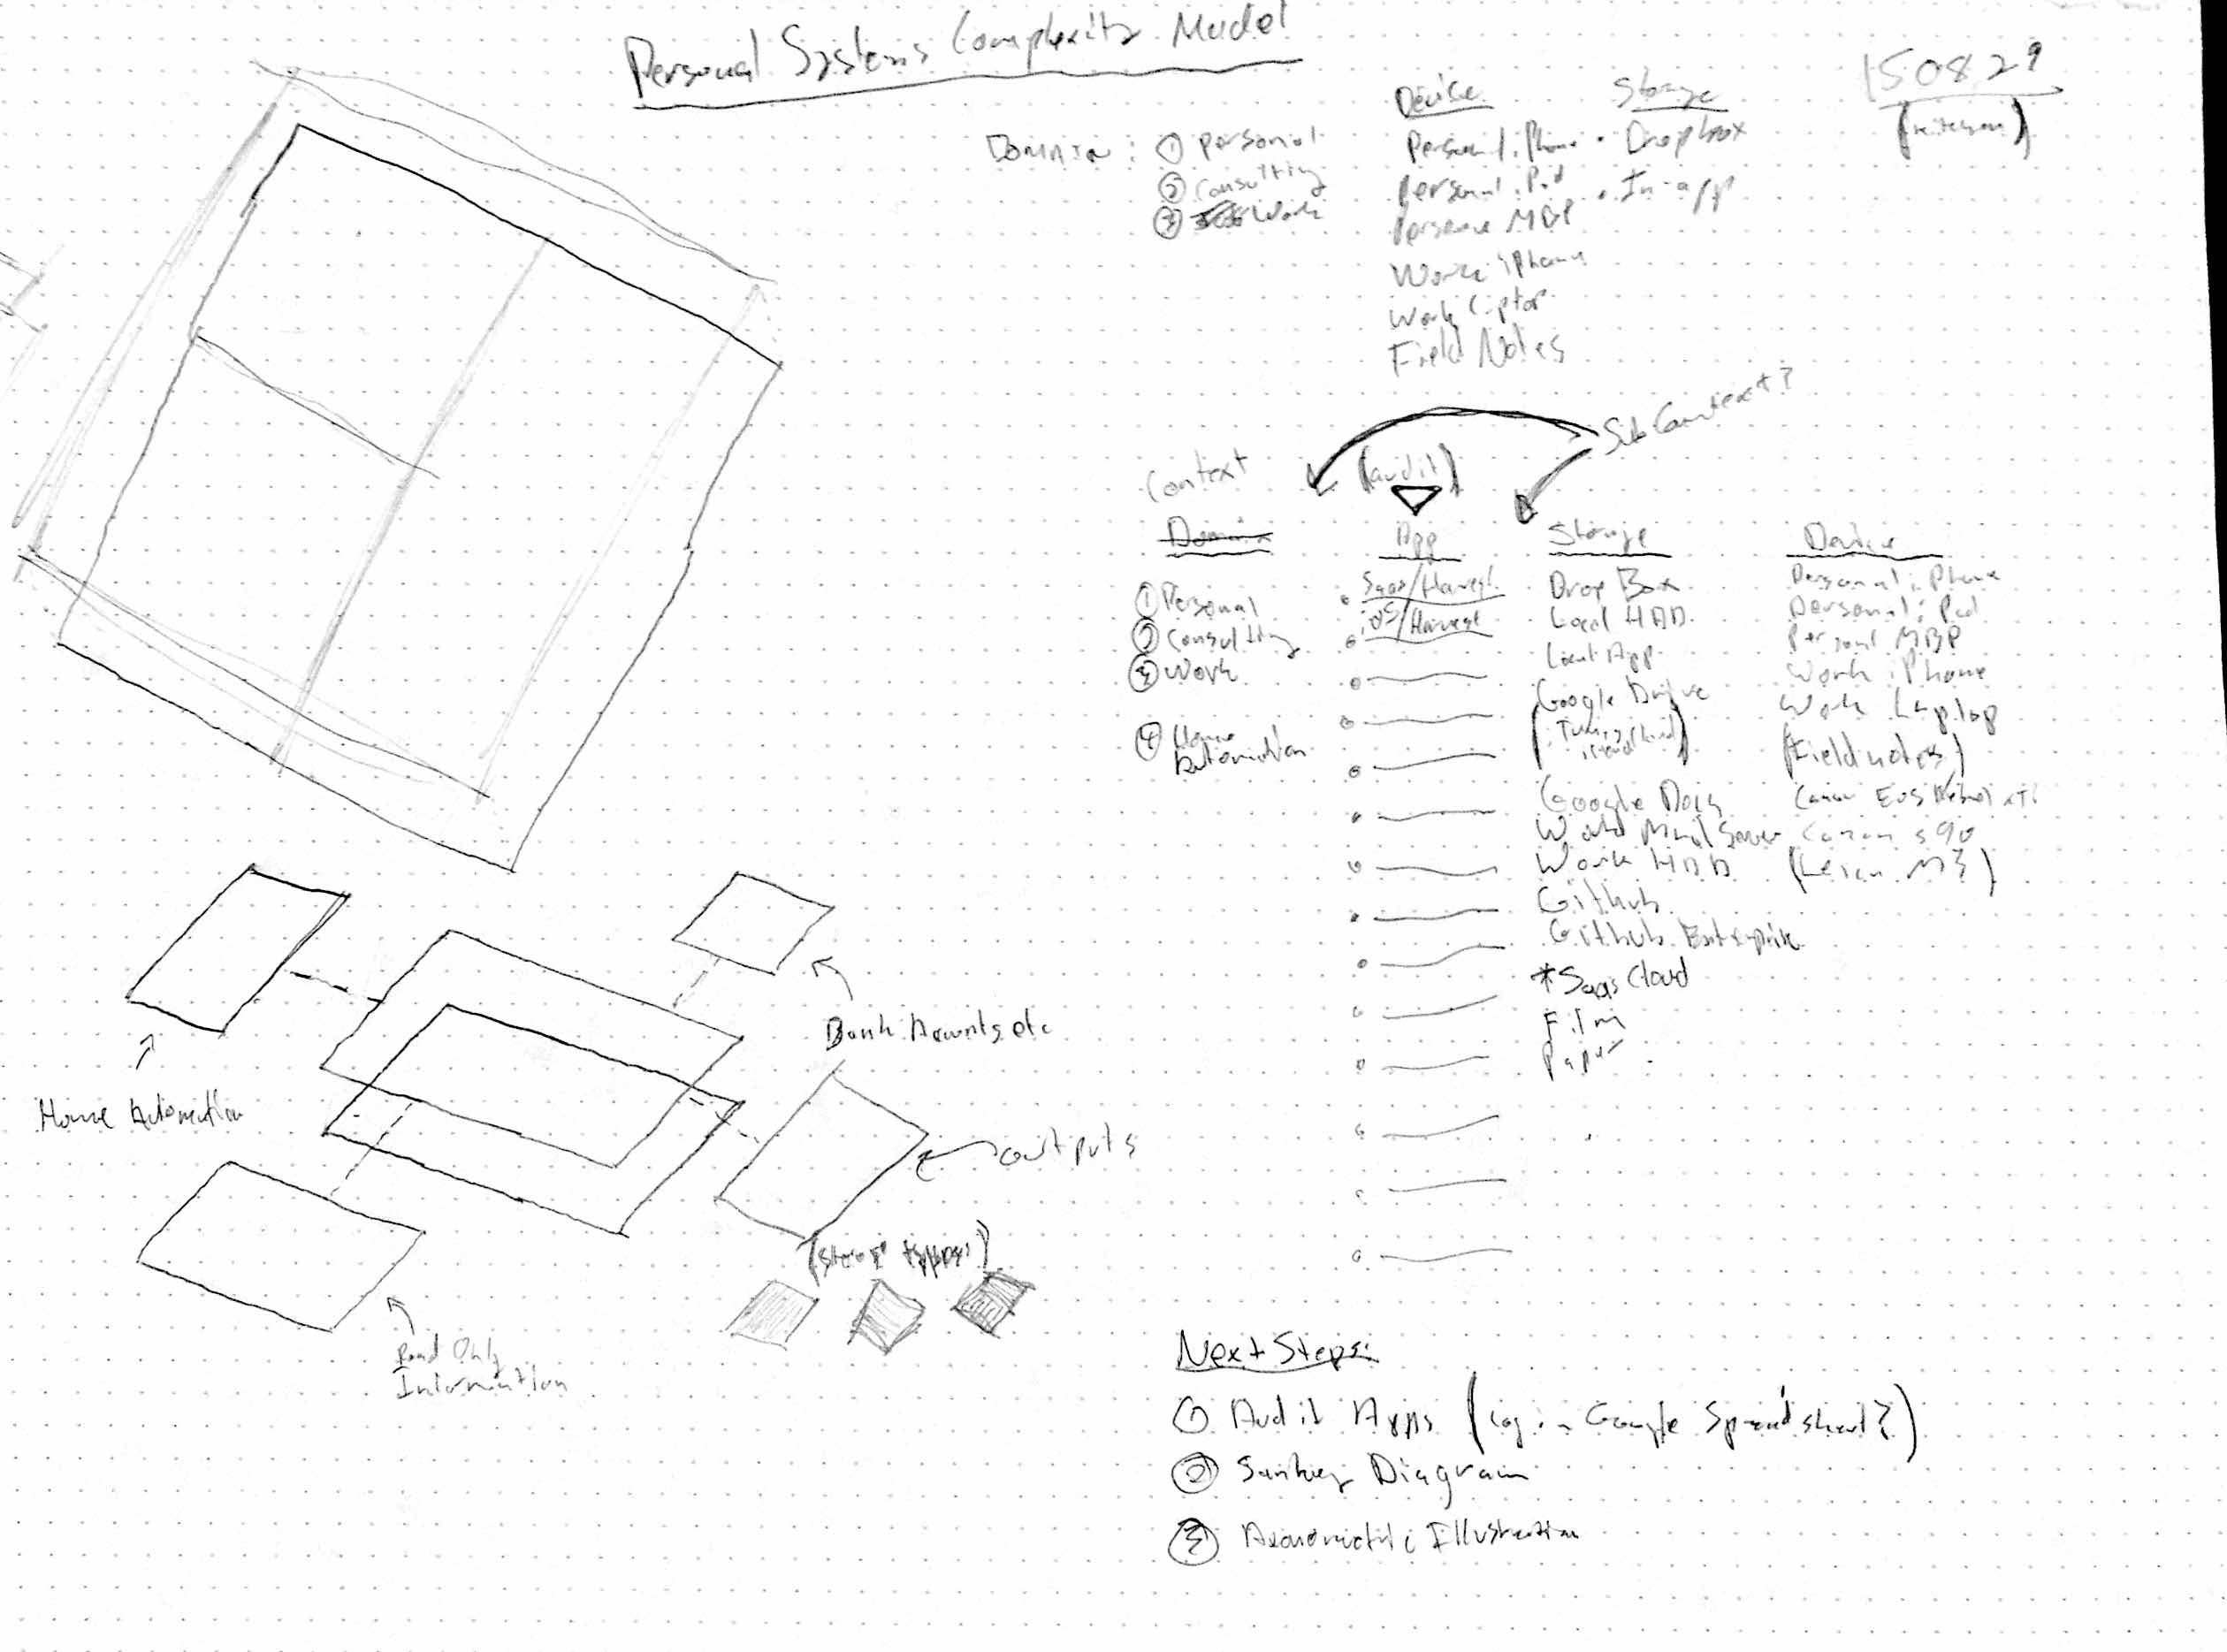 Personal Systems Complexity Model
150829
Domain: ① Personal
② Consulting
③ Work
Device
Personal iPhone
Personal iPad
Personal MBP
Work iPhone
Work Laptop
Field Notes
Storage
• Dropbox
• In-app
Sub Context?
(audit)
Context
Domain
① Personal
② Consulting
③ Work
④ Home
Automation
App
• SaaS/Harvest
• iOS/Harvest
Storage
Drop Box
Local HDD
Local App
Google Drive
Google Docs
Work Mail Server
Work HDD
Github
Github Enterprise
*SaaS Cloud
Film
Paper
Device
Personal iPhone
Personal iPad
Personal MBP
Work iPhone
Work Laptop
(Field notes)
Canon EOS Rebel xti
Canon s90
(Leica M3)
Bank Accounts etc
Home Automation
outputs
Read Only
Information
Next Steps:
① Audit Apps (Log in Google Spreadsheet?)
② Sankey Diagram
③ Axonometric Illustration